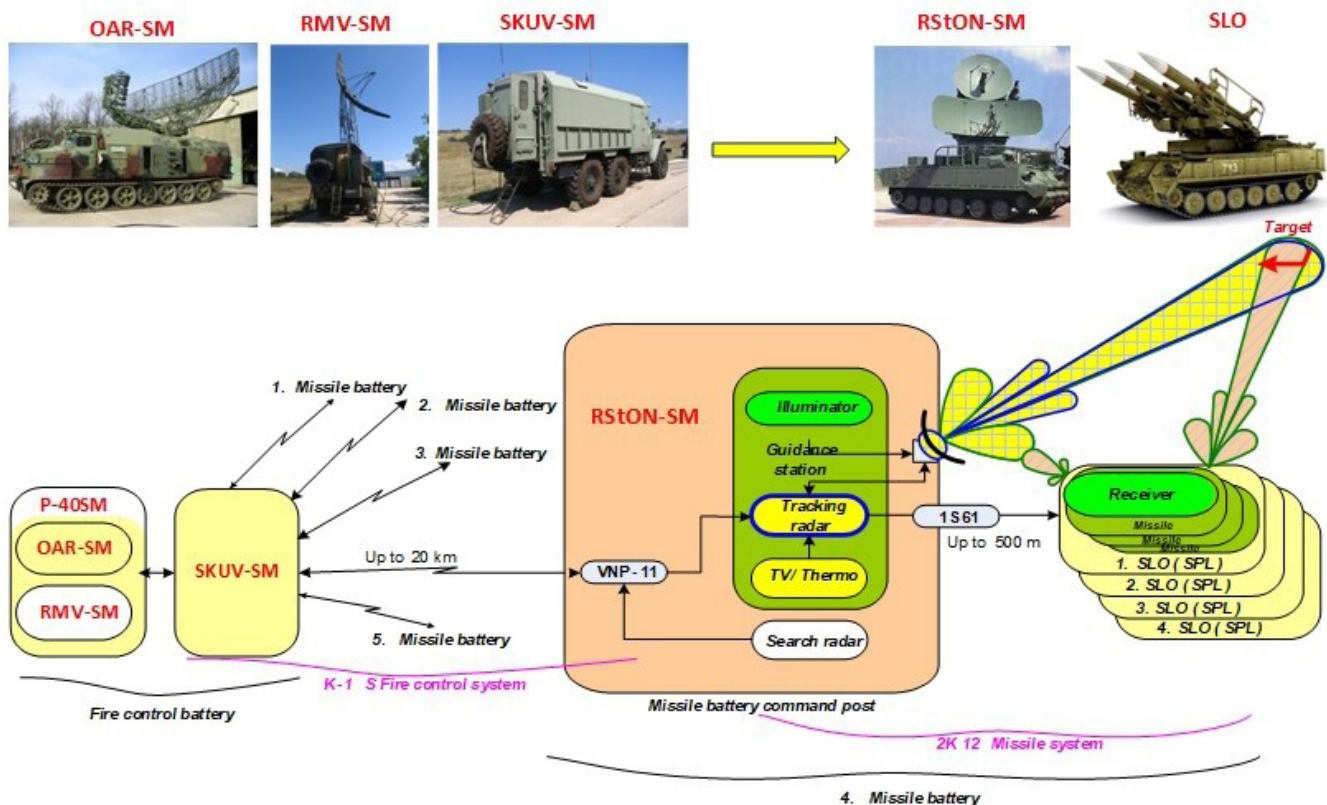 OAR-SM
RMV-SM
SKUV-SM
RStON-SM
SLO
713
Target
1. Missile battery
2. Missile battery
3. Missile battery
RStON-SM
Illuminator
Guidance
station
Tracking
radar
TV/ Thermo
Search radar
VNP - 11
1S61
Up to 500 m
Receiver
Missile
Missile
Missile
1. SLO ( SPL )
2. SLO ( SPL )
3. SLO ( SPL )
4. SLO ( SPL )
P-40SM
OAR-SM
RMV-SM
SKUV-SM
Up to 20 km
5. Missile battery
K- 1 S Fire control system
Fire control battery
Missile battery command post
2K 12 Missile system
4. Missile battery